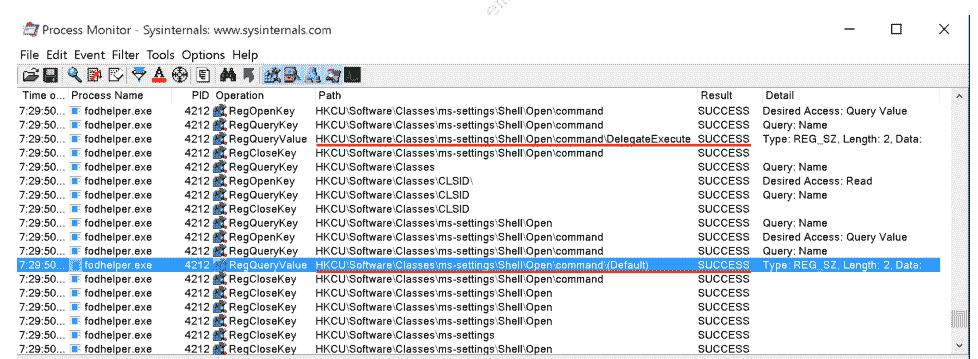 Process Monitor - Sysinternals: www.sysinternals.com
File Edit Event Filter Tools Options Help
Time o... Process Name PID Operation Path Result Detail
7:29:50... fodhelper.exe 4212 RegOpenKey HKCU\Software\Classes\ms-settings\Shell\Open\command SUCCESS Desired Access: Query Value
7:29:50... fodhelper.exe 4212 RegQueryKey HKCU\Software\Classes\ms-settings\Shell\Open\command SUCCESS Query: Name
7:29:50... fodhelper.exe 4212 RegQueryValue HKCU\Software\Classes\ms-settings\Shell\Open\command\DelegateExecute SUCCESS Type: REG_SZ, Length: 2, Data:
7:29:50... fodhelper.exe 4212 RegCloseKey HKCU\Software\Classes\ms-settings\Shell\Open\command SUCCESS
7:29:50... fodhelper.exe 4212 RegQueryKey HKCU\Software\Classes SUCCESS Query: Name
7:29:50... fodhelper.exe 4212 RegOpenKey HKCU\Software\Classes\CLSID\ SUCCESS Desired Access: Read
7:29:50... fodhelper.exe 4212 RegQueryKey HKCU\Software\Classes\CLSID SUCCESS Query: Name
7:29:50... fodhelper.exe 4212 RegCloseKey HKCU\Software\Classes\CLSID SUCCESS
7:29:50... fodhelper.exe 4212 RegQueryKey HKCU\Software\Classes\ms-settings\Shell\Open SUCCESS Query: Name
7:29:50... fodhelper.exe 4212 RegOpenKey HKCU\Software\Classes\ms-settings\Shell\Open\command SUCCESS Desired Access: Query Value
7:29:50... fodhelper.exe 4212 RegQueryKey HKCU\Software\Classes\ms-settings\Shell\Open\command SUCCESS Query: Name
7:29:50... fodhelper.exe 4212 RegQueryValue HKCU\Software\Classes\ms-settings\Shell\Open\command\(Default) SUCCESS Type: REG_SZ, Length: 2, Data:
7:29:50... fodhelper.exe 4212 RegCloseKey HKCU\Software\Classes\ms-settings\Shell\Open\command SUCCESS
7:29:50... fodhelper.exe 4212 RegCloseKey HKCU\Software\Classes\ms-settings\Shell\Open SUCCESS
7:29:50... fodhelper.exe 4212 RegCloseKey HKCU\Software\Classes\ms-settings\Shell\Open SUCCESS
7:29:50... fodhelper.exe 4212 RegCloseKey HKCU\Software\Classes\ms-settings SUCCESS
7:29:50... fodhelper.exe 4212 RegCloseKey HKCU\Software\Classes\ms-settings\Shell\Open SUCCESS